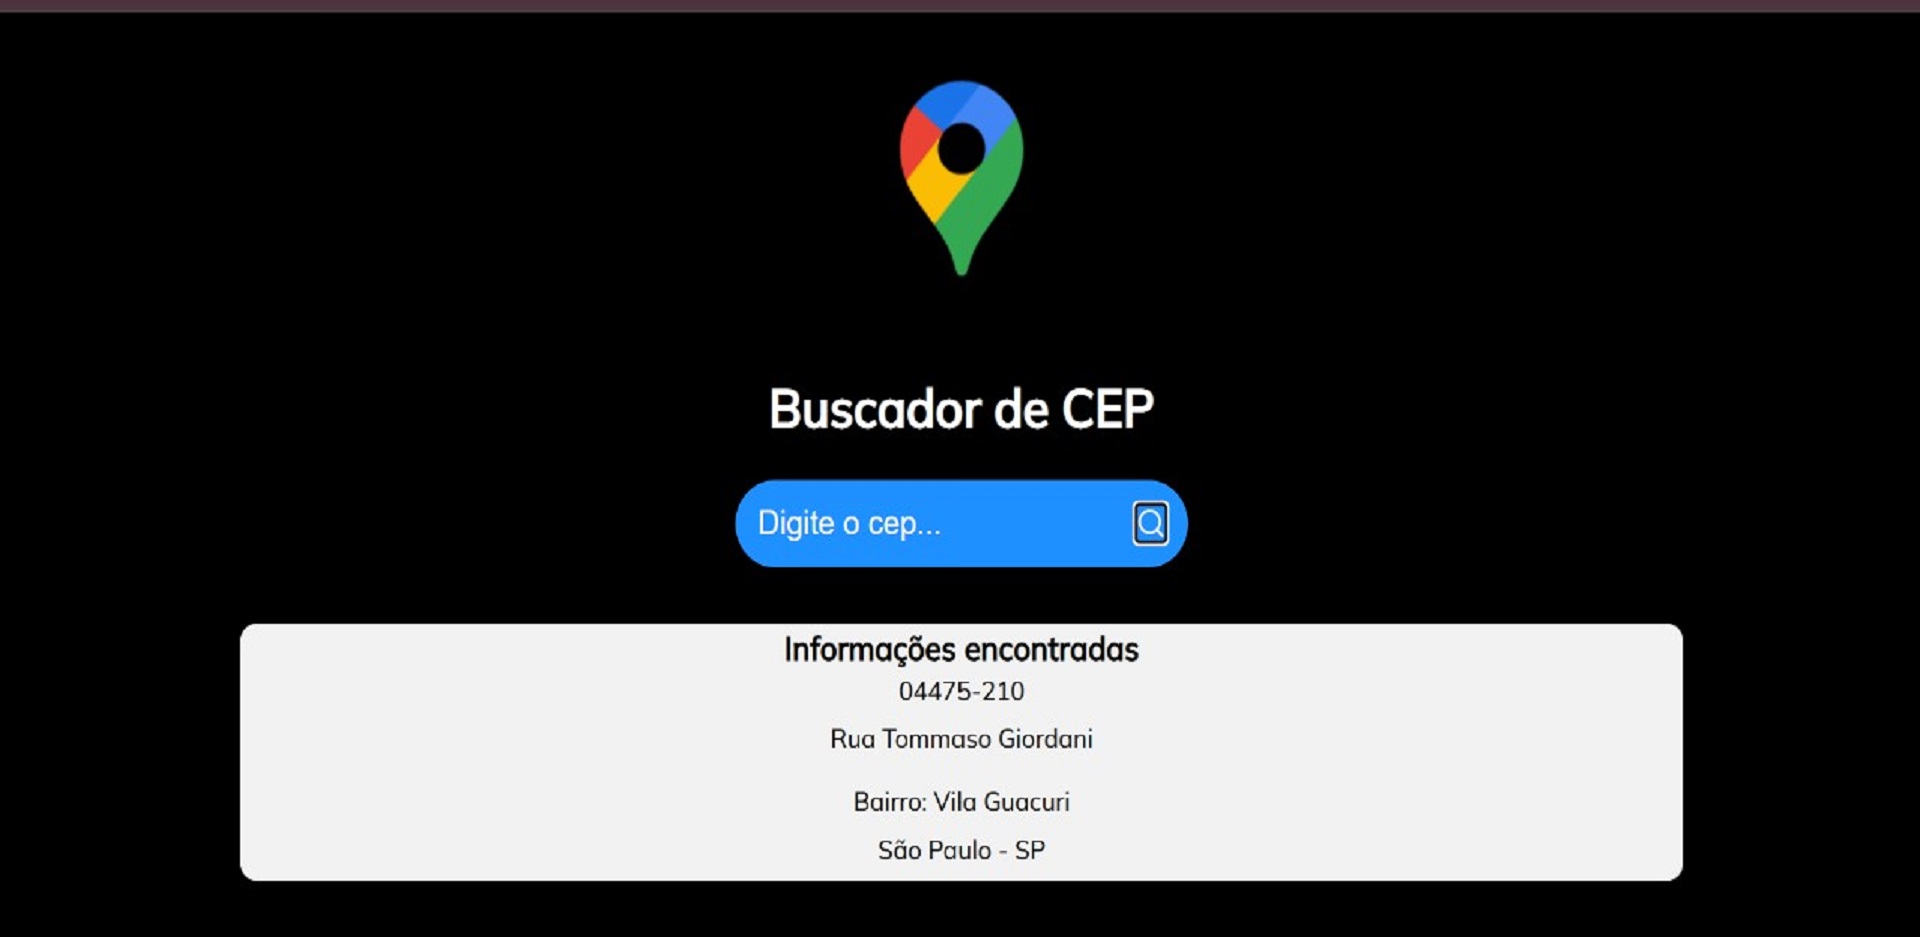 Buscador de CEP
Digite o cep...
Informações encontradas
04475-210
Rua Tommaso Giordani
Bairro: Vila Guacuri
São Paulo - SP